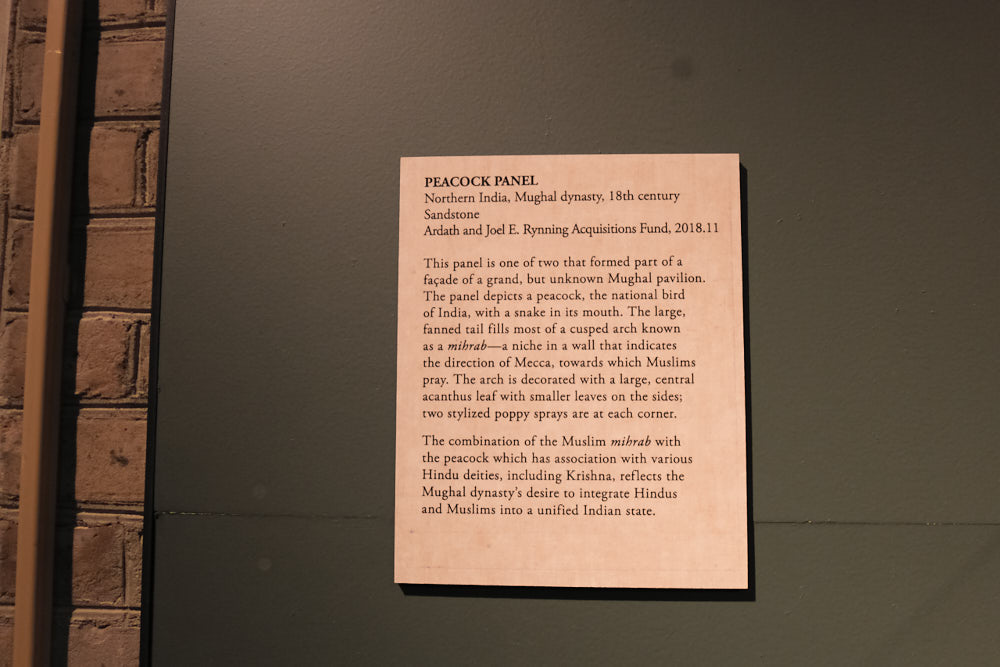 PEACOCK PANEL
Northern India, Mughal dynasty, 18th century
Sandstone
Ardath and Joel E. Rynning Acquisitions Fund, 2018.11
This panel is one of two that formed part of a
façade of a grand, but unknown Mughal pavilion.
The panel depicts a peacock, the national bird
of India, with a snake in its mouth. The large,
fanned tail fills most of a cusped arch known
as a mihrab—a niche in a wall that indicates
the direction of Mecca, towards which Muslims
pray. The arch is decorated with a large, central
acanthus leaf with smaller leaves on the sides;
two stylized poppy sprays are at each corner.
The combination of the Muslim mihrab with
the peacock which has association with various
Hindu deities, including Krishna, reflects the
Mughal dynasty's desire to integrate Hindus
and Muslims into a unified Indian state.